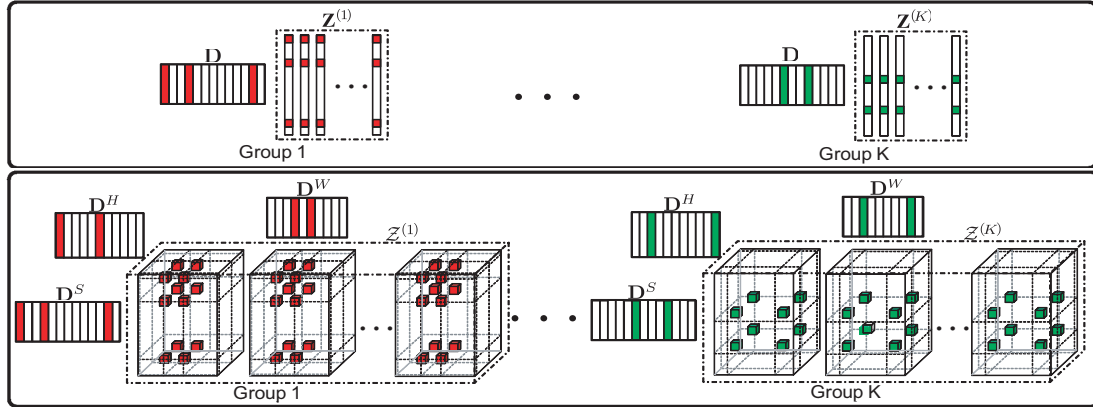 Z^{(1)}
Z^{(K)}
D
D
Group 1
Group K
D^H
D^W
D^H
D^W
𝒵^{(1)}
𝒵^{(K)}
D^S
D^S
Group 1
Group K